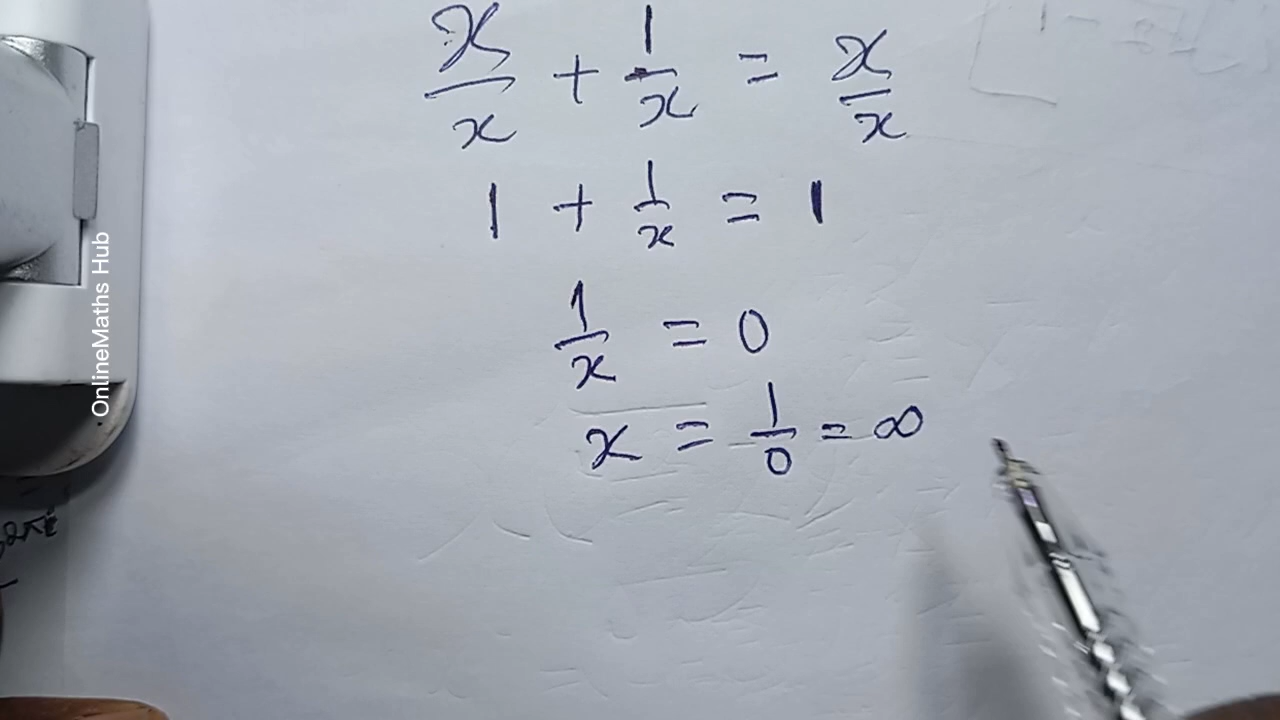 x/x + 1/x = x/x
1 + 1/x = 1
1/x = 0
x = 1/0 = ∞
OnlineMaths Hub